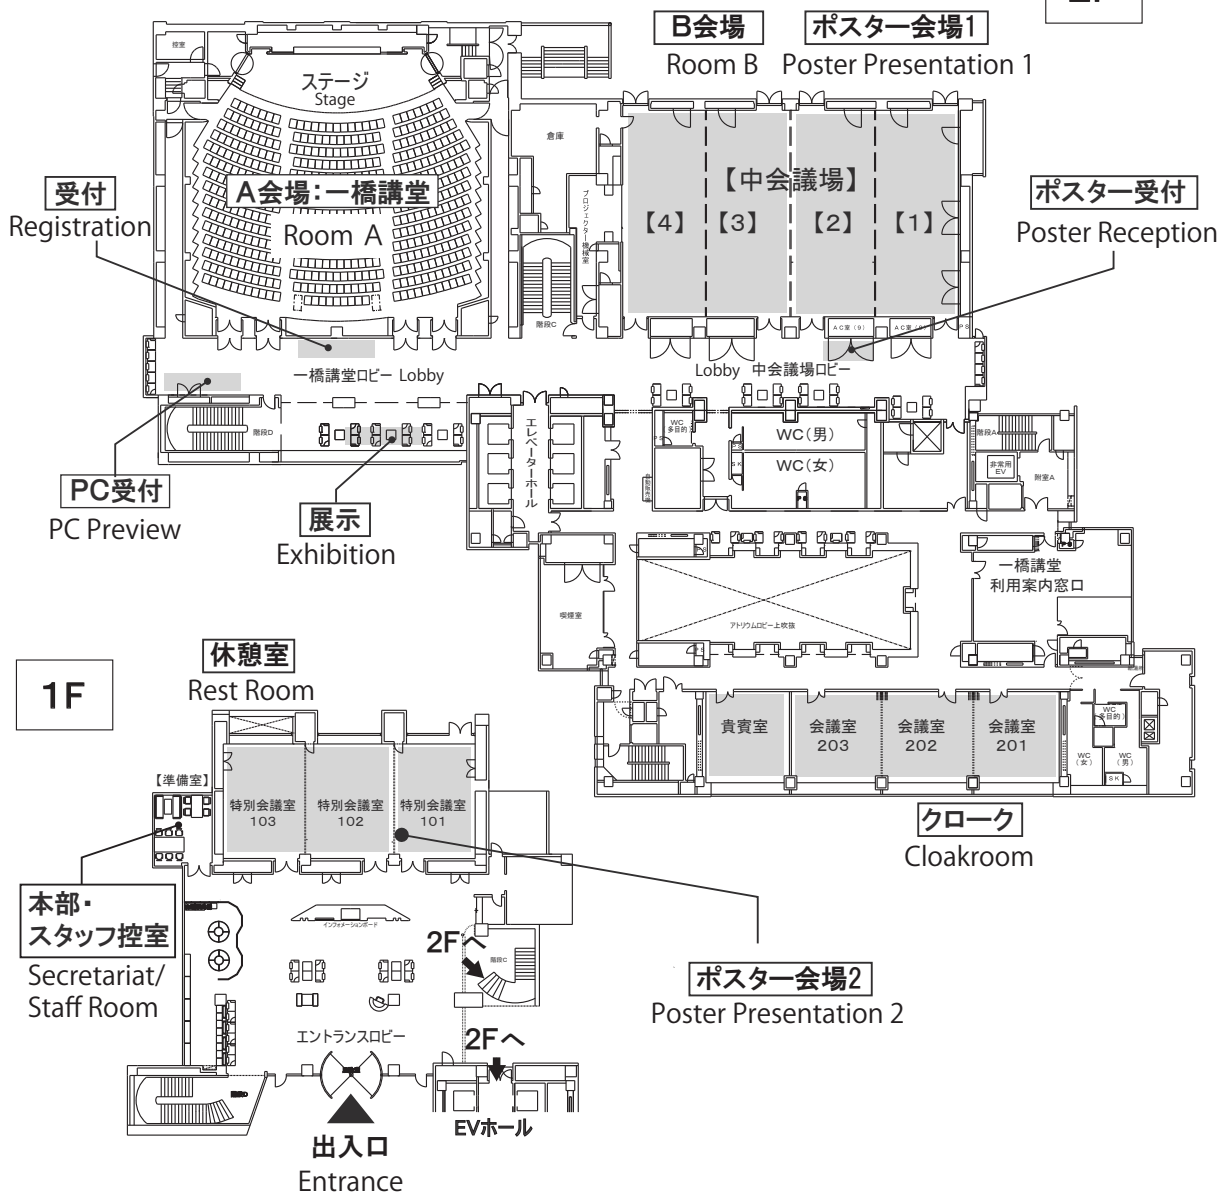 B会場
Room B
ポスター会場1
Poster Presentation 1
控室
ステージ
Stage
倉庫
プロジェクター機械室
受付
Registration
A会場：一橋講堂
Room A
【中会議場】
【4】
【3】
【2】
【1】
ポスター受付
Poster Reception
階段C
AC室(9)
PS
一橋講堂ロビー Lobby
Lobby 中会議場ロビー
階段D
エレベーターホール
WC
多目的
PS
WC（男）
PS
SK
WC（女）
階段A
非常用
EV
附室A
PC受付
PC Preview
展示
Exhibition
喫煙室
アトリウムロビー上吹抜
PS
一橋講堂
利用案内窓口
1F
休憩室
Rest Room
貴賓室
会議室
203
会議室
202
会議室
201
WC
(多目的)
WC
(女)
WC
(男)
SK
クローク
Cloakroom
【準備室】
特別会議室
103
特別会議室
102
特別会議室
101
本部・
スタッフ控室
Secretariat/
Staff Room
インフォメーションボード
2Fへ
階段C
ポスター会場2
Poster Presentation 2
エントランスロビー
2Fへ
EVホール
出入口
Entrance